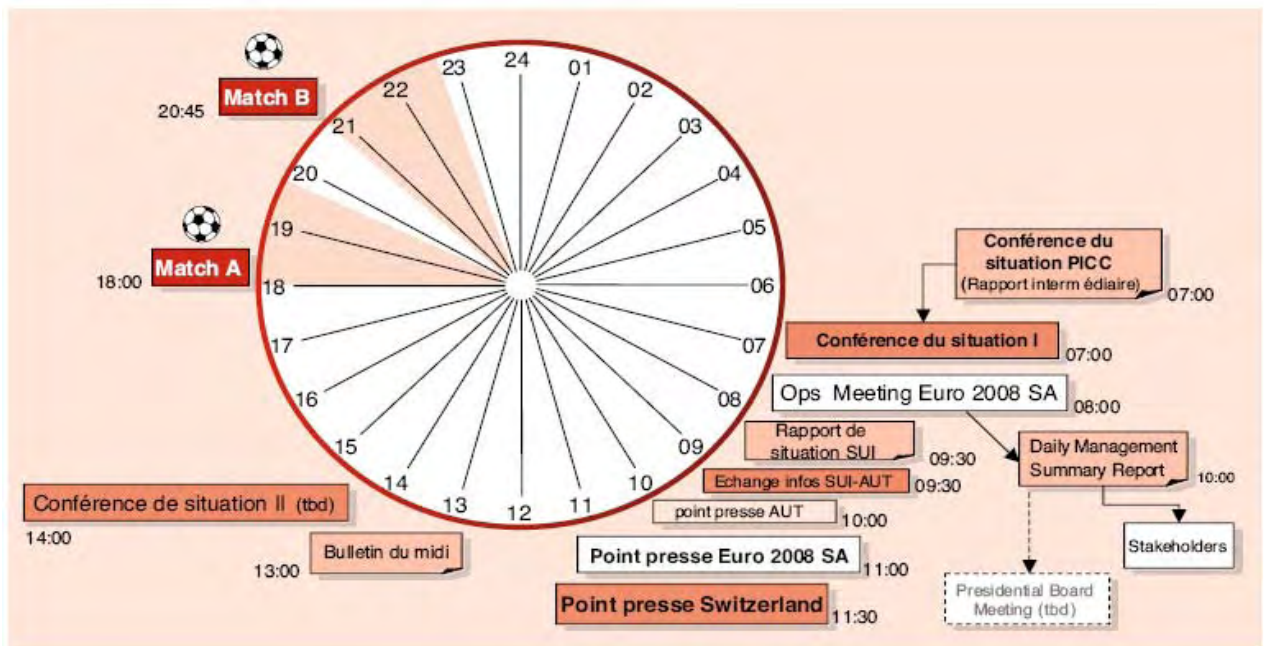 24
01
02
03
04
05
06
07
08
09
10
11
12
13
14
15
16
17
18
19
20
21
22
23
Match B
20:45
Match A
18:00
Conférence du
situation PICC
(Rapport interm édiaire)
07:00
Conférence du situation I
07:00
Ops Meeting Euro 2008 SA
08:00
Rapport de
situation SUI
09:30
Daily Management
Summary Report
10:00
Echange infos SUI-AUT
09:30
point presse AUT
10:00
Stakeholders
Point presse Euro 2008 SA
11:00
Presidential Board
Meeting (tbd)
Point presse Switzerland
11:30
Conférence de situation II (tbd)
14:00
Bulletin du midi
13:00